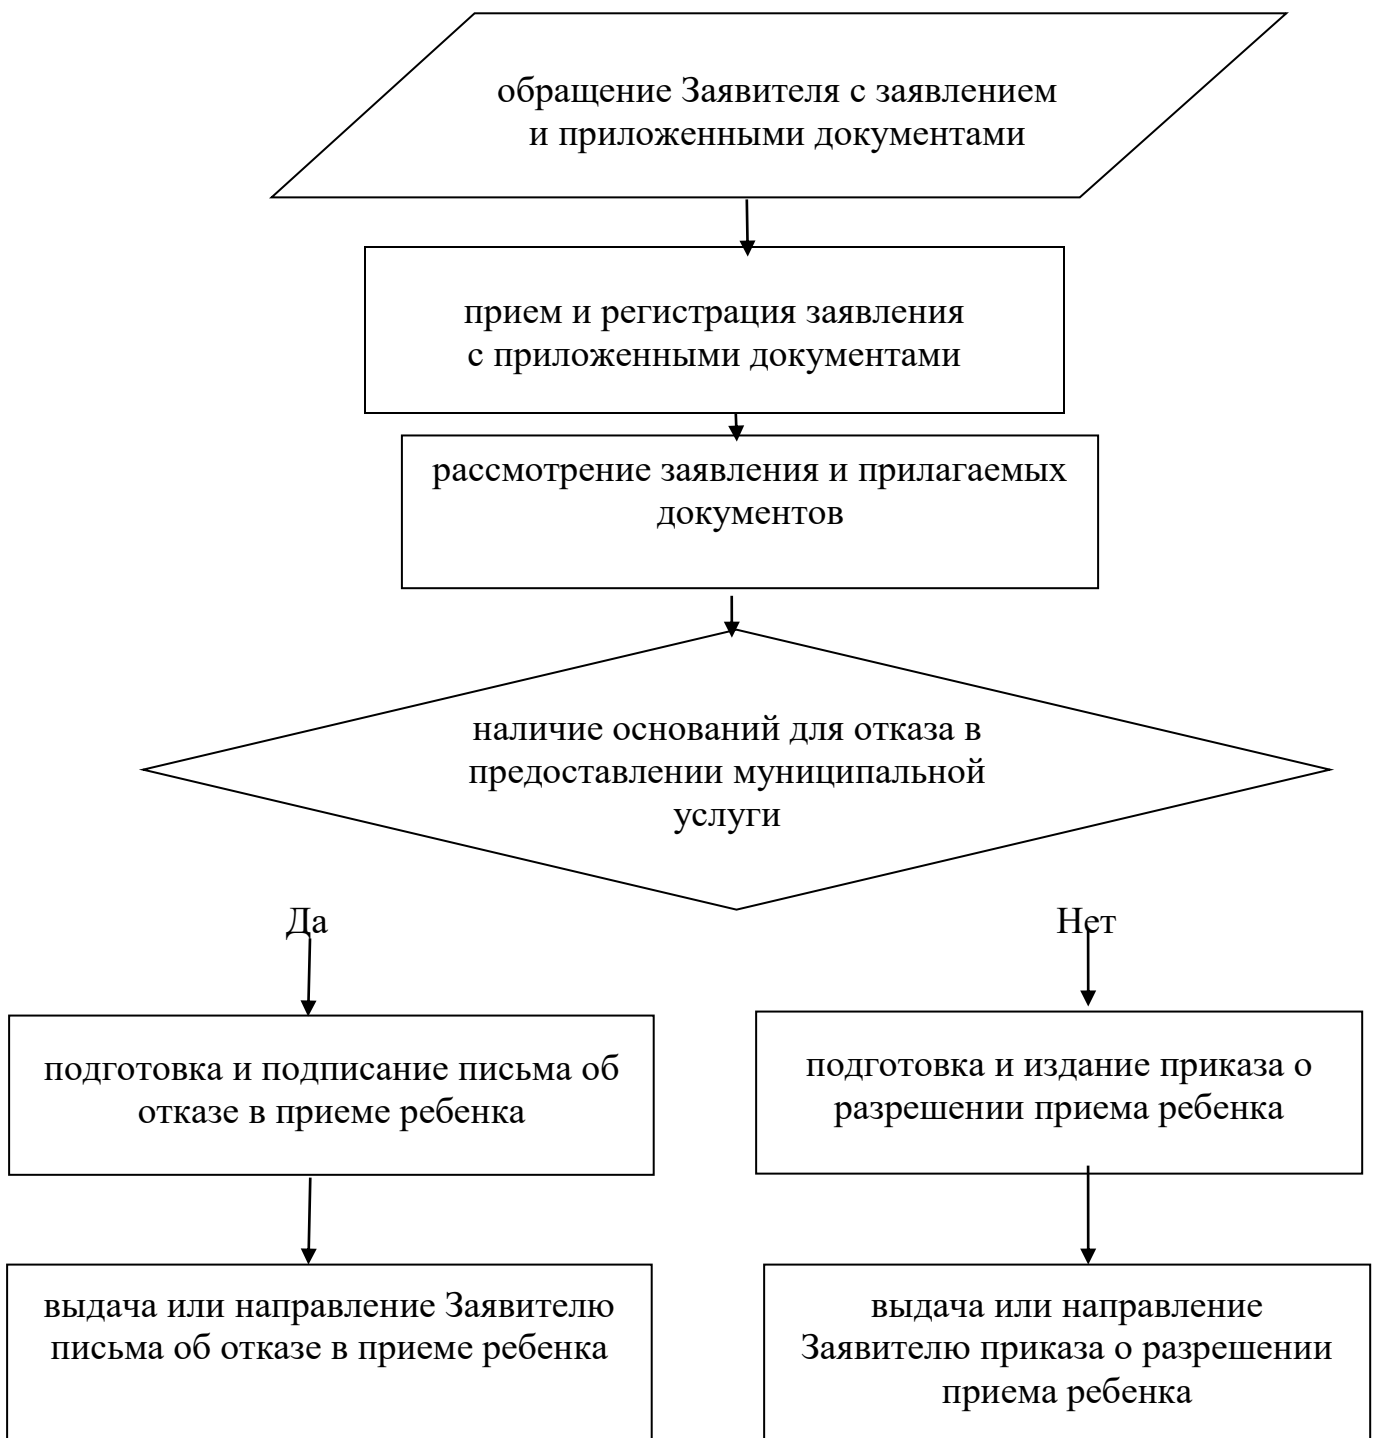 обращение Заявителя с заявлением
и приложенными документами
прием и регистрация заявления
с приложенными документами
рассмотрение заявления и прилагаемых
документов
наличие оснований для отказа в
предоставлении муниципальной
услуги
Да
Нет
подготовка и подписание письма об
отказе в приеме ребенка
подготовка и издание приказа о
разрешении приема ребенка
выдача или направление Заявителю
письма об отказе в приеме ребенка
выдача или направление
Заявителю приказа о разрешении
приема ребенка